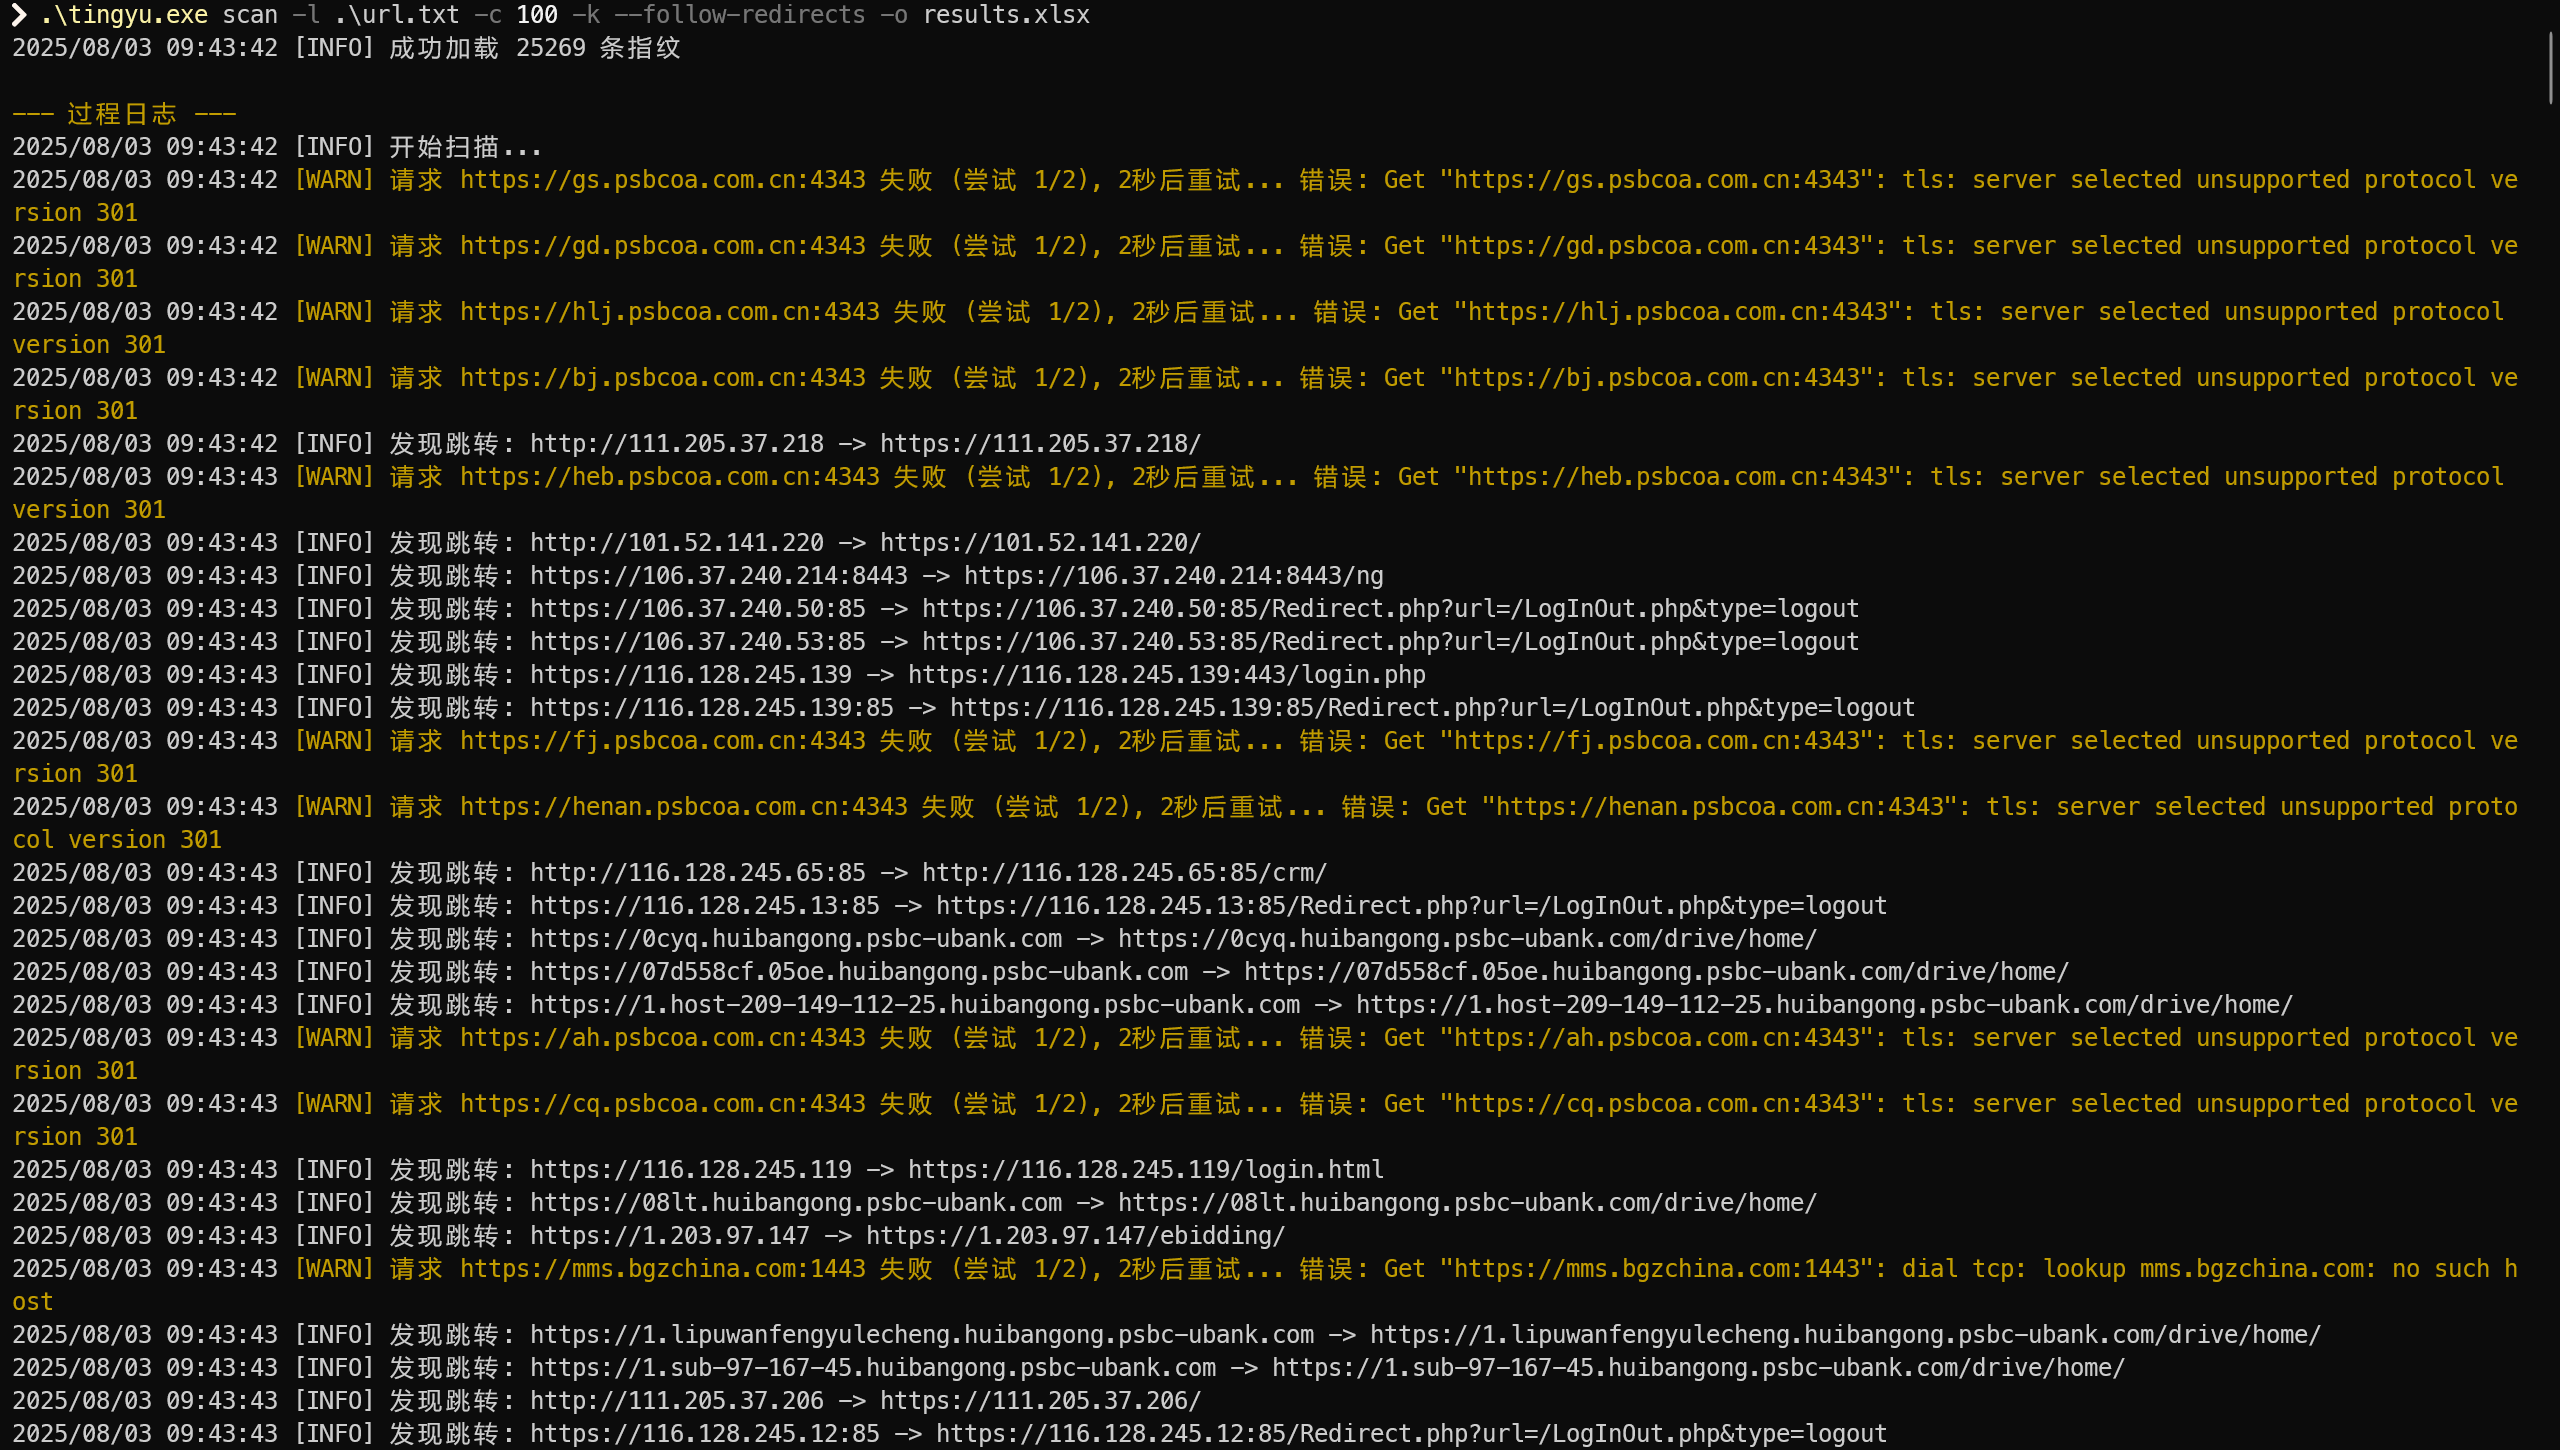 ❯ .\tingyu.exe scan -l .\url.txt -c 100 -k --follow-redirects -o results.xlsx
2025/08/03 09:43:42 [INFO] 成功加载 25269 条指纹
--- 过程日志 ---
2025/08/03 09:43:42 [INFO] 开始扫描...
2025/08/03 09:43:42 [WARN] 请求 https://gs.psbcoa.com.cn:4343 失败 (尝试 1/2), 2秒后重试... 错误: Get "https://gs.psbcoa.com.cn:4343": tls: server selected unsupported protocol ve
rsion 301
2025/08/03 09:43:42 [WARN] 请求 https://gd.psbcoa.com.cn:4343 失败 (尝试 1/2), 2秒后重试... 错误: Get "https://gd.psbcoa.com.cn:4343": tls: server selected unsupported protocol ve
rsion 301
2025/08/03 09:43:42 [WARN] 请求 https://hlj.psbcoa.com.cn:4343 失败 (尝试 1/2), 2秒后重试... 错误: Get "https://hlj.psbcoa.com.cn:4343": tls: server selected unsupported protocol
version 301
2025/08/03 09:43:42 [WARN] 请求 https://bj.psbcoa.com.cn:4343 失败 (尝试 1/2), 2秒后重试... 错误: Get "https://bj.psbcoa.com.cn:4343": tls: server selected unsupported protocol ve
rsion 301
2025/08/03 09:43:42 [INFO] 发现跳转: http://111.205.37.218 -> https://111.205.37.218/
2025/08/03 09:43:43 [WARN] 请求 https://heb.psbcoa.com.cn:4343 失败 (尝试 1/2), 2秒后重试... 错误: Get "https://heb.psbcoa.com.cn:4343": tls: server selected unsupported protocol
version 301
2025/08/03 09:43:43 [INFO] 发现跳转: http://101.52.141.220 -> https://101.52.141.220/
2025/08/03 09:43:43 [INFO] 发现跳转: https://106.37.240.214:8443 -> https://106.37.240.214:8443/ng
2025/08/03 09:43:43 [INFO] 发现跳转: https://106.37.240.50:85 -> https://106.37.240.50:85/Redirect.php?url=/LogInOut.php&type=logout
2025/08/03 09:43:43 [INFO] 发现跳转: https://106.37.240.53:85 -> https://106.37.240.53:85/Redirect.php?url=/LogInOut.php&type=logout
2025/08/03 09:43:43 [INFO] 发现跳转: https://116.128.245.139 -> https://116.128.245.139:443/login.php
2025/08/03 09:43:43 [INFO] 发现跳转: https://116.128.245.139:85 -> https://116.128.245.139:85/Redirect.php?url=/LogInOut.php&type=logout
2025/08/03 09:43:43 [WARN] 请求 https://fj.psbcoa.com.cn:4343 失败 (尝试 1/2), 2秒后重试... 错误: Get "https://fj.psbcoa.com.cn:4343": tls: server selected unsupported protocol ve
rsion 301
2025/08/03 09:43:43 [WARN] 请求 https://henan.psbcoa.com.cn:4343 失败 (尝试 1/2), 2秒后重试... 错误: Get "https://henan.psbcoa.com.cn:4343": tls: server selected unsupported proto
col version 301
2025/08/03 09:43:43 [INFO] 发现跳转: http://116.128.245.65:85 -> http://116.128.245.65:85/crm/
2025/08/03 09:43:43 [INFO] 发现跳转: https://116.128.245.13:85 -> https://116.128.245.13:85/Redirect.php?url=/LogInOut.php&type=logout
2025/08/03 09:43:43 [INFO] 发现跳转: https://0cyq.huibangong.psbc-ubank.com -> https://0cyq.huibangong.psbc-ubank.com/drive/home/
2025/08/03 09:43:43 [INFO] 发现跳转: https://07d558cf.05oe.huibangong.psbc-ubank.com -> https://07d558cf.05oe.huibangong.psbc-ubank.com/drive/home/
2025/08/03 09:43:43 [INFO] 发现跳转: https://1.host-209-149-112-25.huibangong.psbc-ubank.com -> https://1.host-209-149-112-25.huibangong.psbc-ubank.com/drive/home/
2025/08/03 09:43:43 [WARN] 请求 https://ah.psbcoa.com.cn:4343 失败 (尝试 1/2), 2秒后重试... 错误: Get "https://ah.psbcoa.com.cn:4343": tls: server selected unsupported protocol ve
rsion 301
2025/08/03 09:43:43 [WARN] 请求 https://cq.psbcoa.com.cn:4343 失败 (尝试 1/2), 2秒后重试... 错误: Get "https://cq.psbcoa.com.cn:4343": tls: server selected unsupported protocol ve
rsion 301
2025/08/03 09:43:43 [INFO] 发现跳转: https://116.128.245.119 -> https://116.128.245.119/login.html
2025/08/03 09:43:43 [INFO] 发现跳转: https://08lt.huibangong.psbc-ubank.com -> https://08lt.huibangong.psbc-ubank.com/drive/home/
2025/08/03 09:43:43 [INFO] 发现跳转: https://1.203.97.147 -> https://1.203.97.147/ebidding/
2025/08/03 09:43:43 [WARN] 请求 https://mms.bgzchina.com:1443 失败 (尝试 1/2), 2秒后重试... 错误: Get "https://mms.bgzchina.com:1443": dial tcp: lookup mms.bgzchina.com: no such h
ost
2025/08/03 09:43:43 [INFO] 发现跳转: https://1.lipuwanfengyulecheng.huibangong.psbc-ubank.com -> https://1.lipuwanfengyulecheng.huibangong.psbc-ubank.com/drive/home/
2025/08/03 09:43:43 [INFO] 发现跳转: https://1.sub-97-167-45.huibangong.psbc-ubank.com -> https://1.sub-97-167-45.huibangong.psbc-ubank.com/drive/home/
2025/08/03 09:43:43 [INFO] 发现跳转: http://111.205.37.206 -> https://111.205.37.206/
2025/08/03 09:43:43 [INFO] 发现跳转: https://116.128.245.12:85 -> https://116.128.245.12:85/Redirect.php?url=/LogInOut.php&type=logout